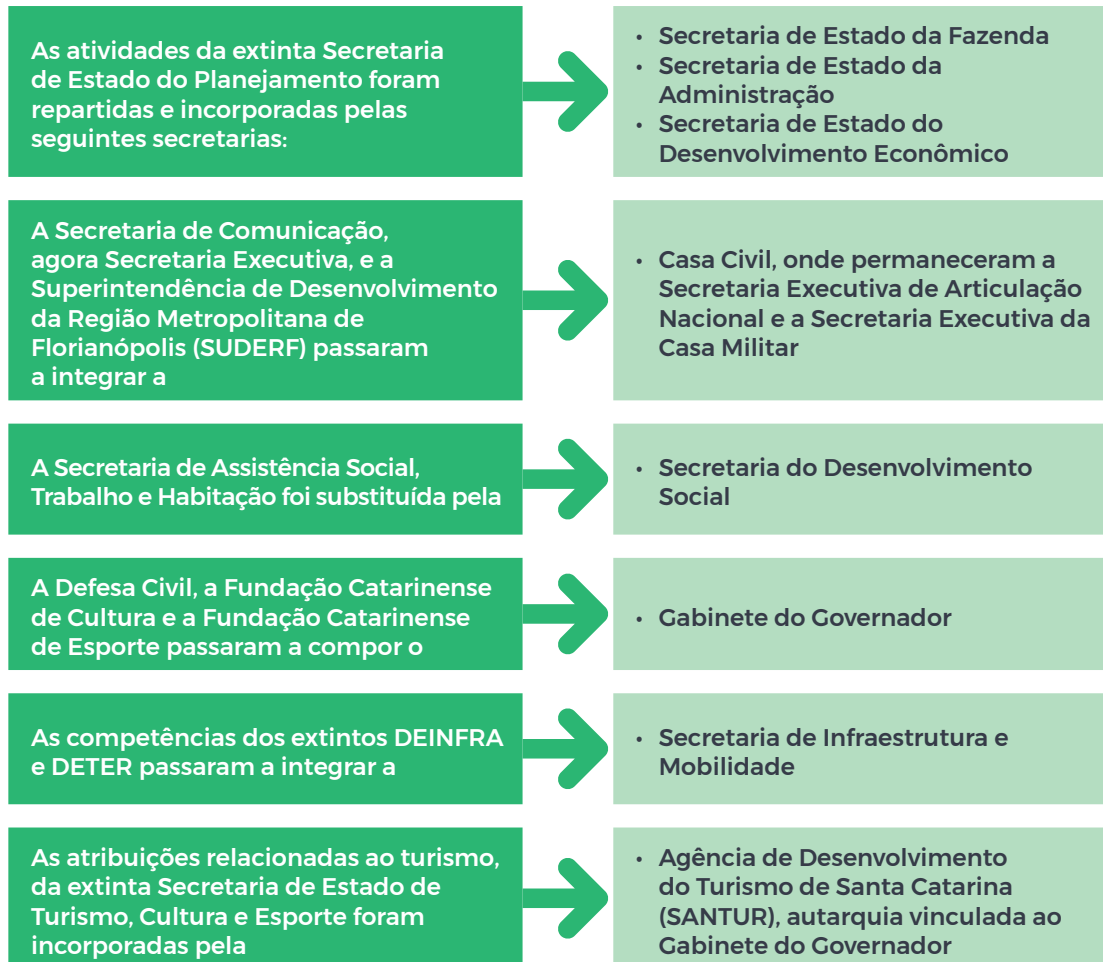 As atividades da extinta Secretaria
de Estado do Planejamento foram
repartidas e incorporadas pelas
seguintes secretarias:
• Secretaria de Estado da Fazenda
• Secretaria de Estado da
Administração
• Secretaria de Estado do
Desenvolvimento Econômico
A Secretaria de Comunicação,
agora Secretaria Executiva, e a
Superintendência de Desenvolvimento
da Região Metropolitana de
Florianópolis (SUDERF) passaram
a integrar a
• Casa Civil, onde permaneceram a
Secretaria Executiva de Articulação
Nacional e a Secretaria Executiva da
Casa Militar
A Secretaria de Assistência Social,
Trabalho e Habitação foi substituída pela
• Secretaria do Desenvolvimento
Social
A Defesa Civil, a Fundação Catarinense
de Cultura e a Fundação Catarinense
de Esporte passaram a compor o
• Gabinete do Governador
As competências dos extintos DEINFRA
e DETER passaram a integrar a
• Secretaria de Infraestrutura e
Mobilidade
As atribuições relacionadas ao turismo,
da extinta Secretaria de Estado de
Turismo, Cultura e Esporte foram
incorporadas pela
• Agência de Desenvolvimento
do Turismo de Santa Catarina
(SANTUR), autarquia vinculada ao
Gabinete do Governador